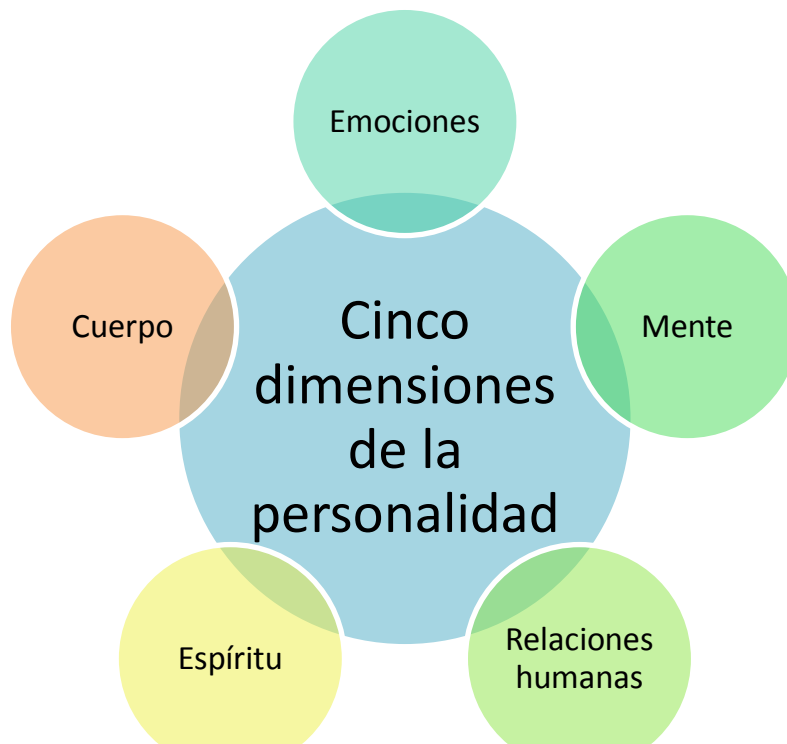 Emociones
Cuerpo
Cinco
dimensiones
de la
personalidad
Mente
Espíritu
Relaciones
humanas